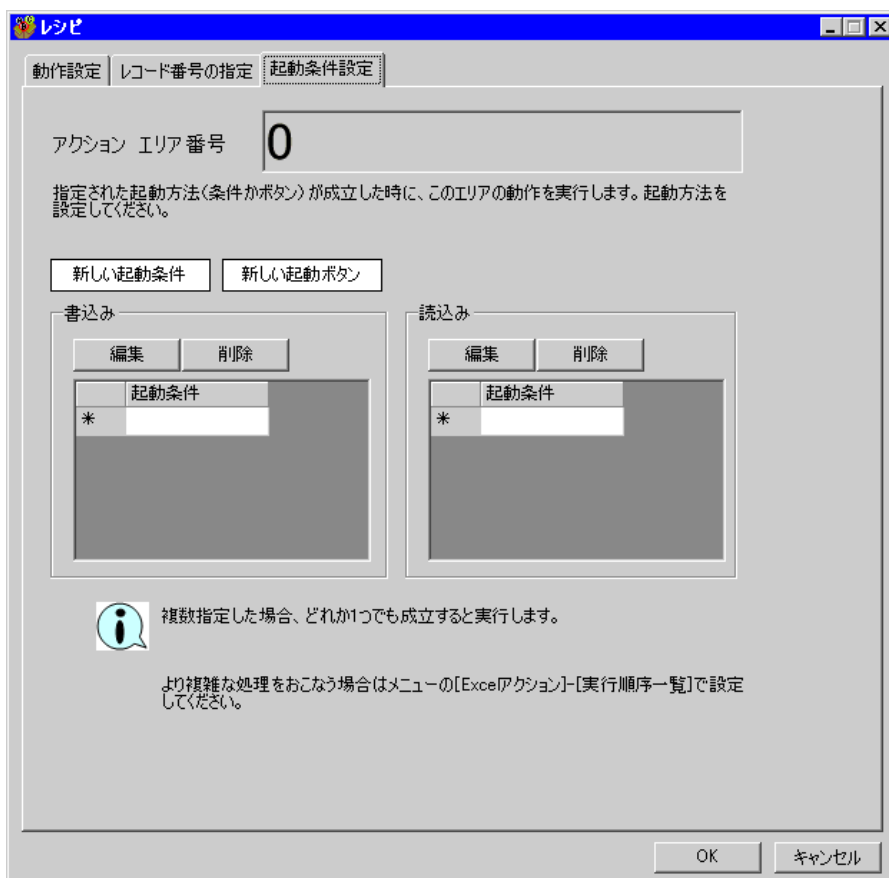 レシピ
動作設定 レコード番号の指定 起動条件設定
アクション エリア番号 0
指定された起動方法(条件かボタン)が成立した時に、このエリアの動作を実行します。起動方法を
設定してください。
新しい起動条件 新しい起動ボタン
書込み 読込み
編集 削除 編集 削除
起動条件 起動条件
* *
複数指定した場合、どれか1つでも成立すると実行します。
より複雑な処理をおこなう場合はメニューの[Excelアクション]-[実行順序一覧]で設定
してください。
OK キャンセル